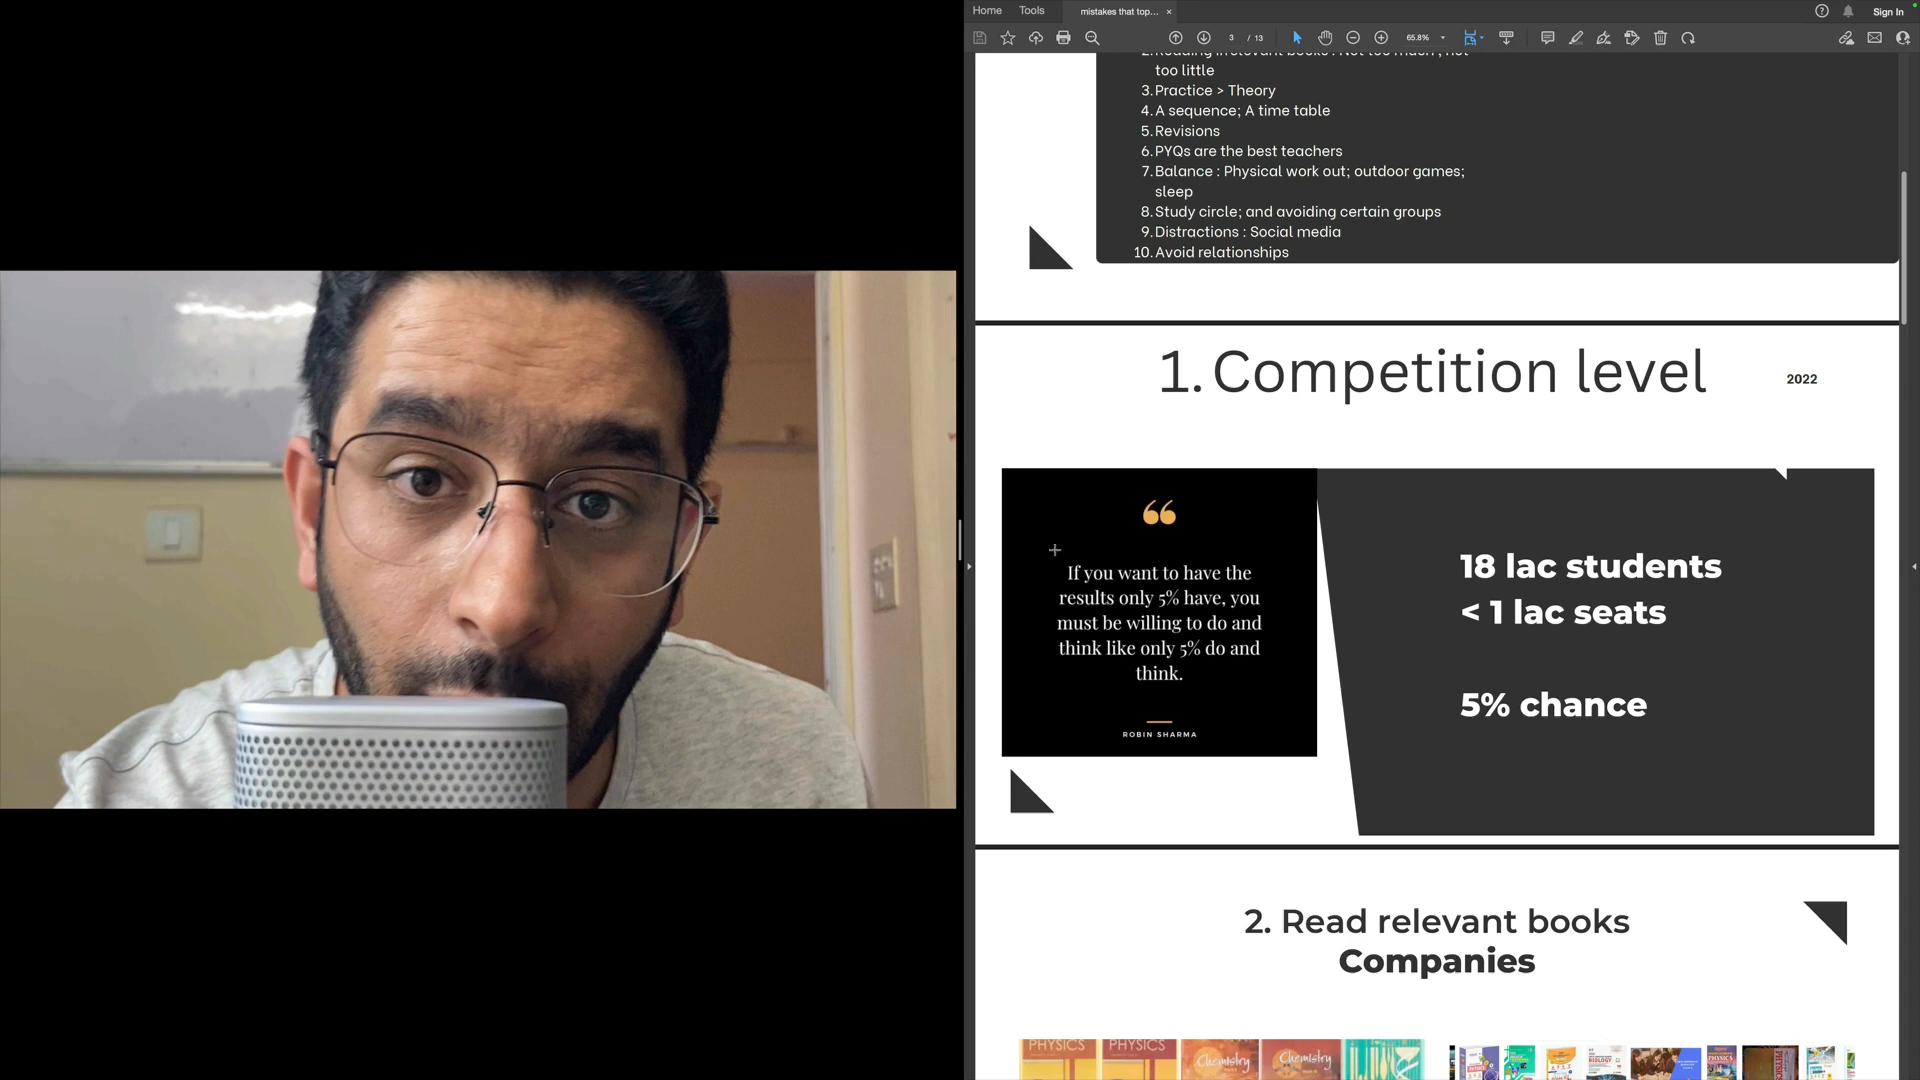 Home
Tools
mistakes that top...
Sign In
3 / 13
65.8%
too little
3. Practice > Theory
4. A sequence; A time table
5. Revisions
6. PYQs are the best teachers
7. Balance : Physical work out; outdoor games;
sleep
8. Study circle; and avoiding certain groups
9. Distractions : Social media
10. Avoid relationships
1. Competition level
2022
If you want to have the
results only 5% have, you
must be willing to do and
think like only 5% do and
think.
ROBIN SHARMA
18 lac students
< 1 lac seats
5% chance
2. Read relevant books
Companies
PHYSICS
PHYSICS
Chemistry
Chemistry
BIOLOGY
PHYSICS